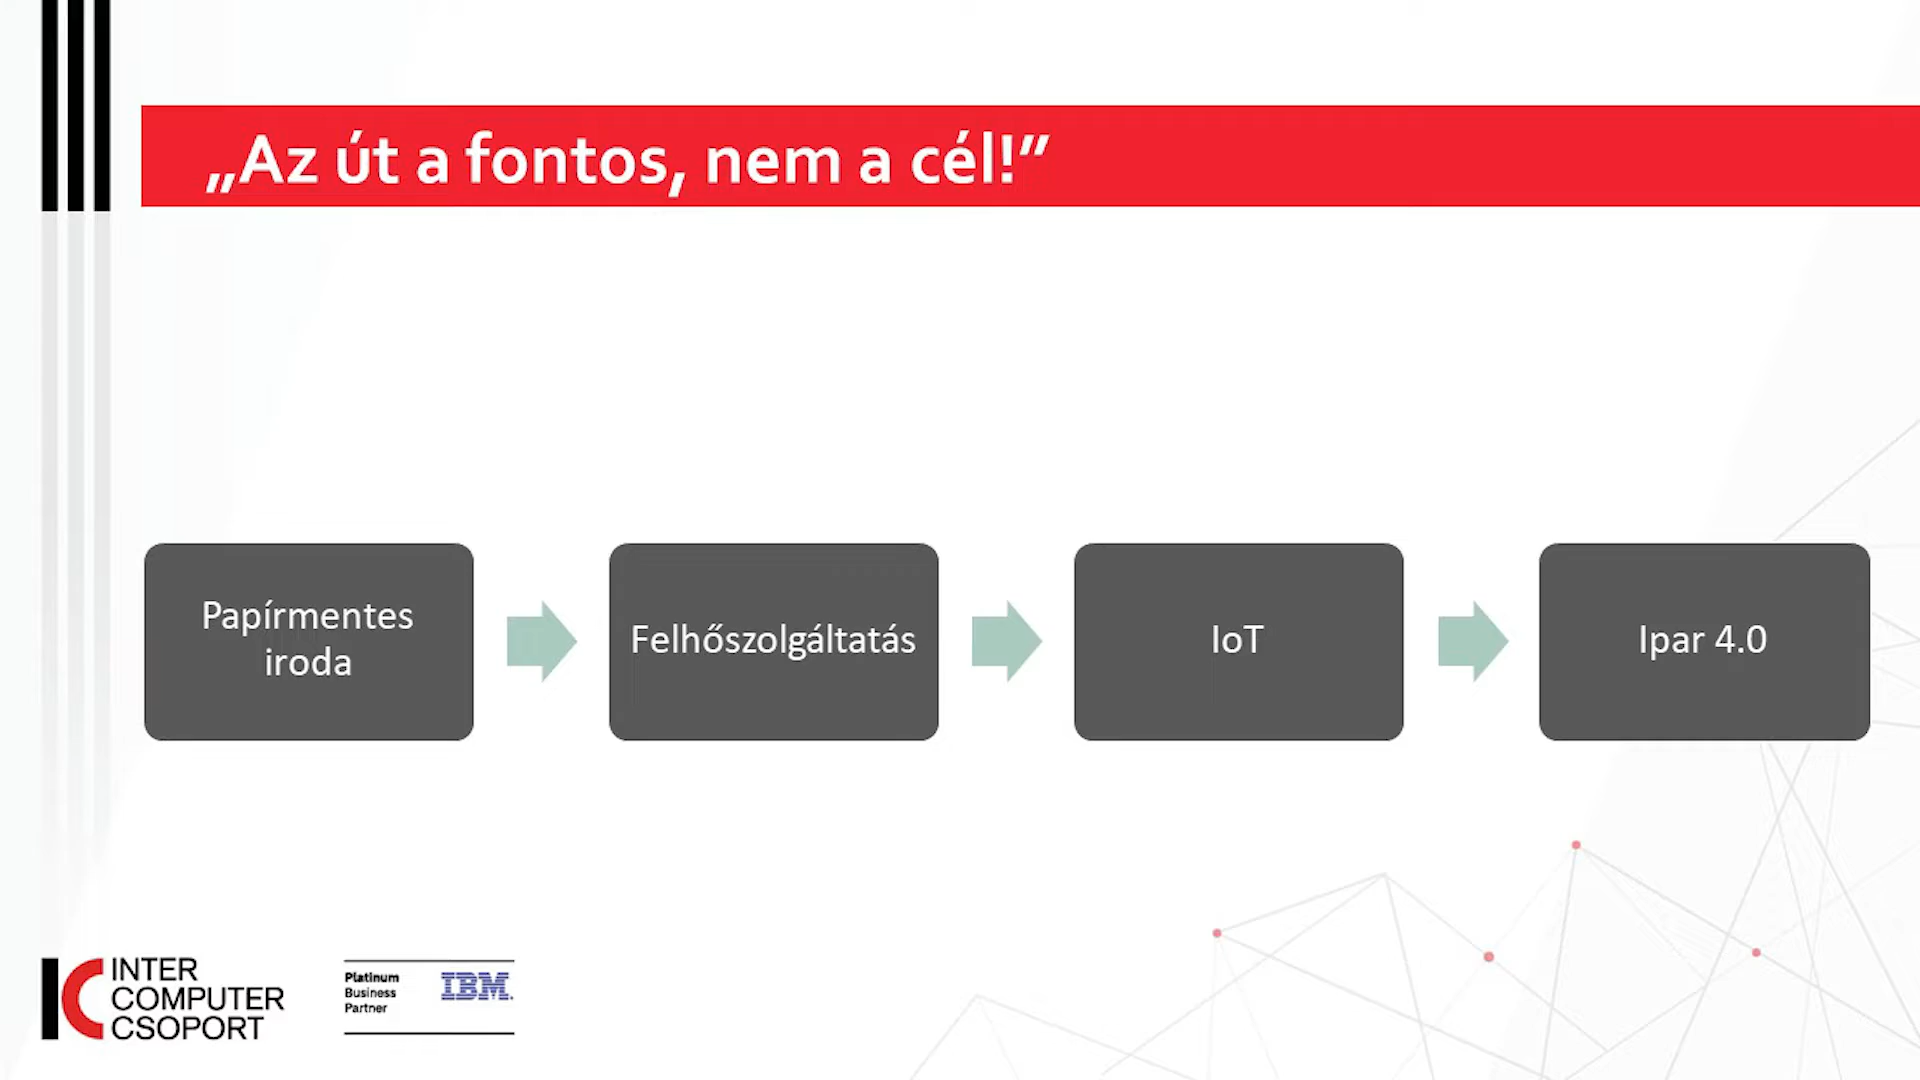 „Az út a fontos, nem a cél!”
Papírmentes
iroda
Felhőszolgáltatás
IoT
Ipar 4.0
INTER
COMPUTER
CSOPORT
Platinum
Business
Partner
IBM